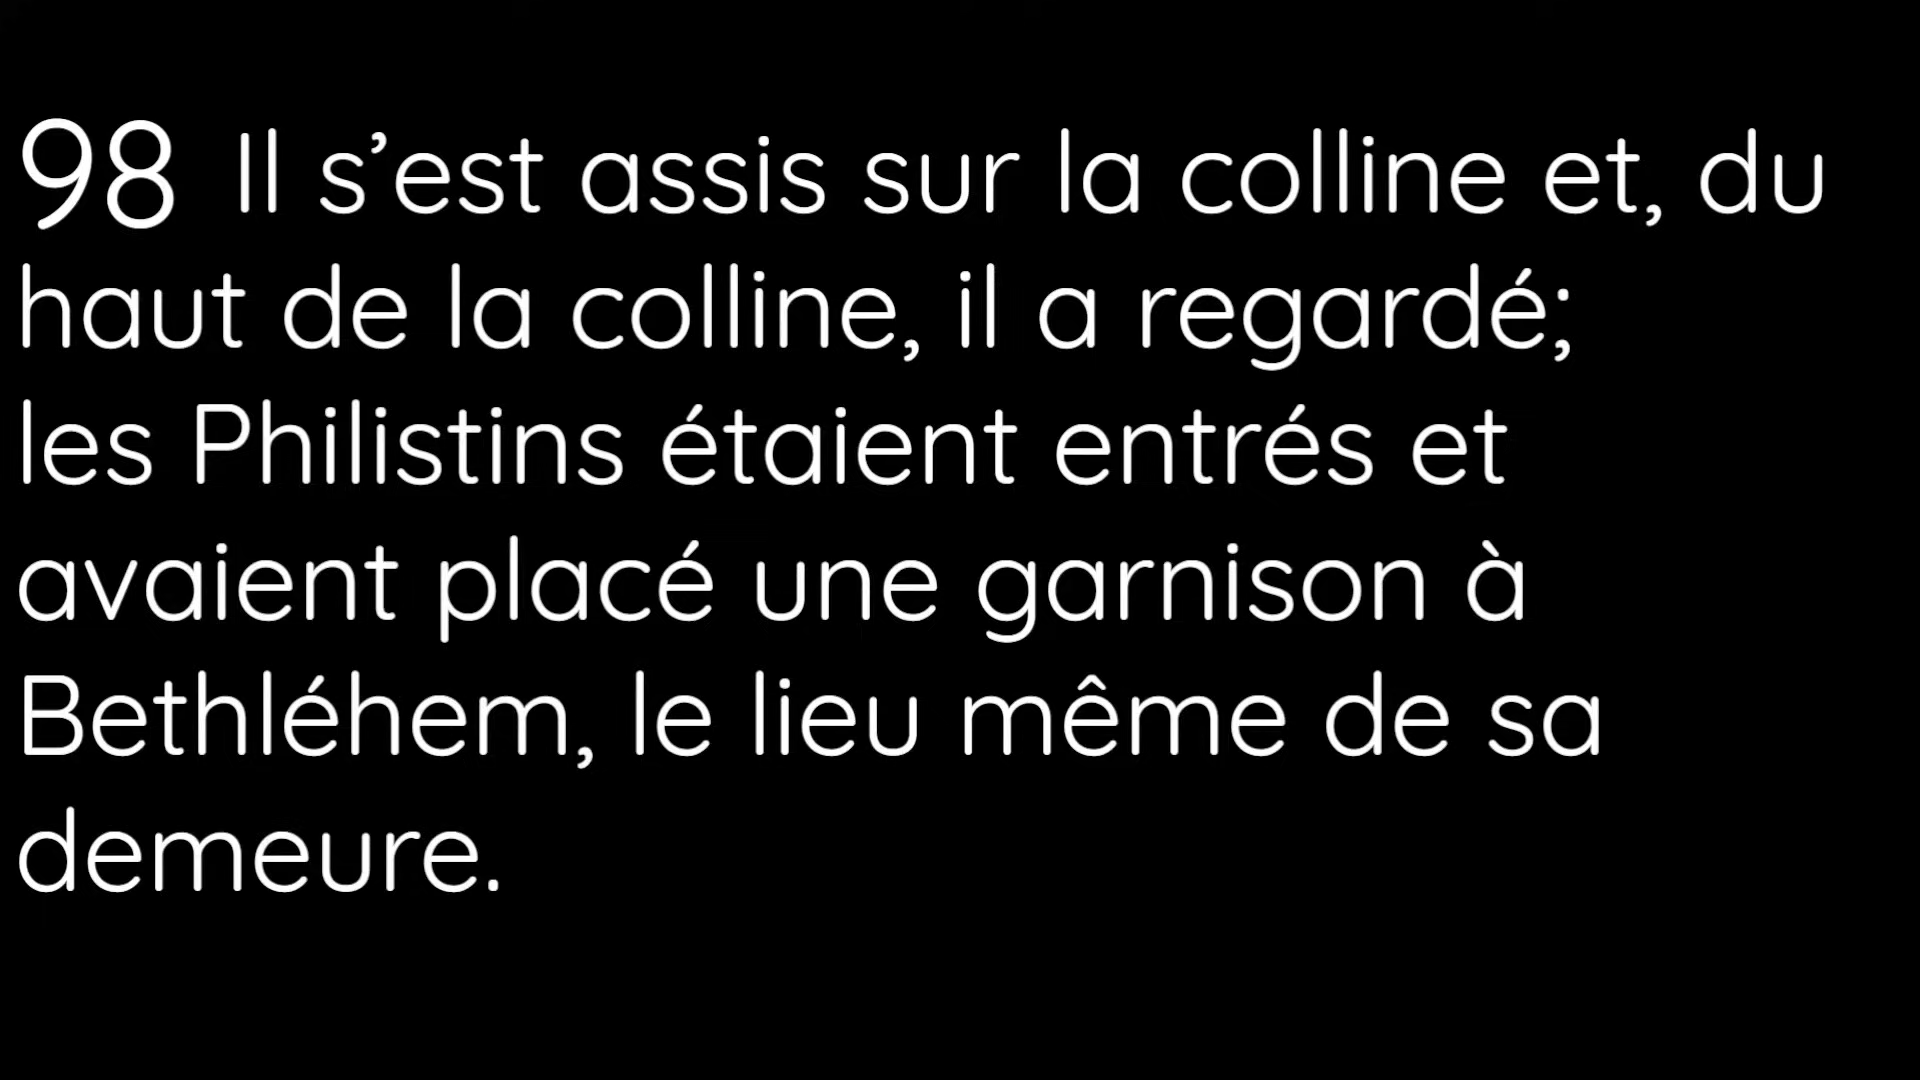 98 Il s’est assis sur la colline et, du
haut de la colline, il a regardé;
les Philistins étaient entrés et
avaient placé une garnison à
Bethléhem, le lieu même de sa
demeure.